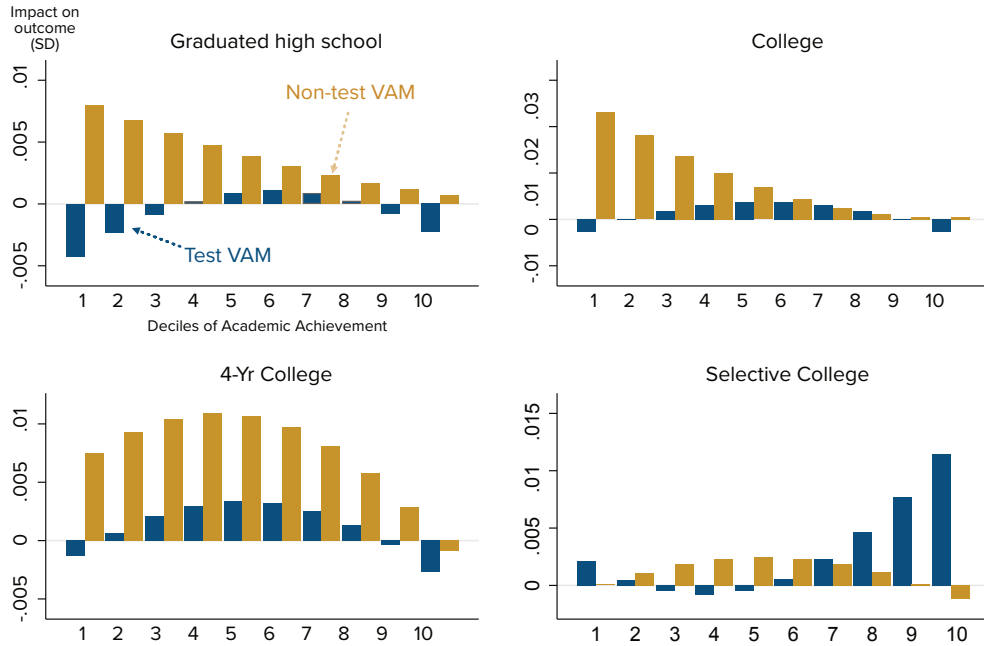 Impact on
outcome
(SD)
Graduated high school
.01
.005
0
-.005
Non-test VAM
Test VAM
1 2 3 4 5 6 7 8 9 10
Deciles of Academic Achievement
College
.03
.02
.01
0
-.01
1 2 3 4 5 6 7 8 9 10
4-Yr College
.01
.005
0
-.005
1 2 3 4 5 6 7 8 9 10
Selective College
.015
.01
.005
0
1 2 3 4 5 6 7 8 9 10